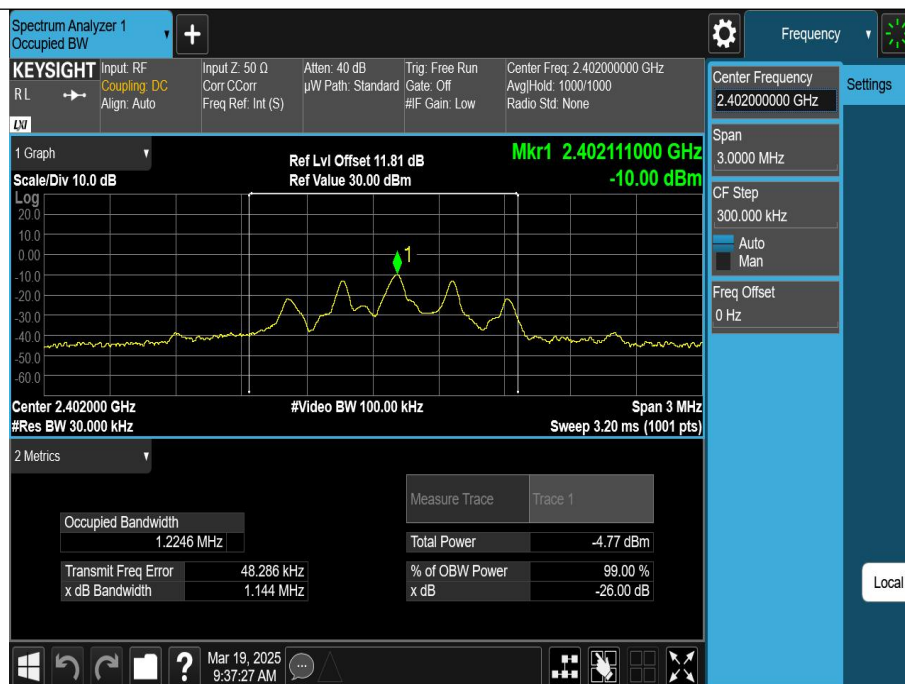 Spectrum Analyzer 1
Occupied BW
Frequency
KEYSIGHT
RL
LXI
Input: RF
Coupling: DC
Align: Auto
Input Z: 50 Ω
Corr CCorr
Freq Ref: Int (S)
Atten: 40 dB
µW Path: Standard
Trig: Free Run
Gate: Off
#IF Gain: Low
Center Freq: 2.402000000 GHz
Avg|Hold: 1000/1000
Radio Std: None
Center Frequency
2.402000000 GHz
Settings
Span
3.0000 MHz
CF Step
300.000 kHz
Auto
Man
Freq Offset
0 Hz
Local
1 Graph
Scale/Div 10.0 dB
Ref Lvl Offset 11.81 dB
Ref Value 30.00 dBm
Mkr1 2.402111000 GHz
-10.00 dBm
Log
20.0
10.0
0.00
-10.0
-20.0
-30.0
-40.0
-50.0
-60.0
1
Center 2.402000 GHz
#Res BW 30.000 kHz
#Video BW 100.00 kHz
Span 3 MHz
Sweep 3.20 ms (1001 pts)
2 Metrics
Measure Trace Trace 1
Occupied Bandwidth
1.2246 MHz
Total Power -4.77 dBm
Transmit Freq Error 48.286 kHz
% of OBW Power 99.00 %
x dB Bandwidth 1.144 MHz
x dB -26.00 dB
?
Mar 19, 2025
9:37:27 AM